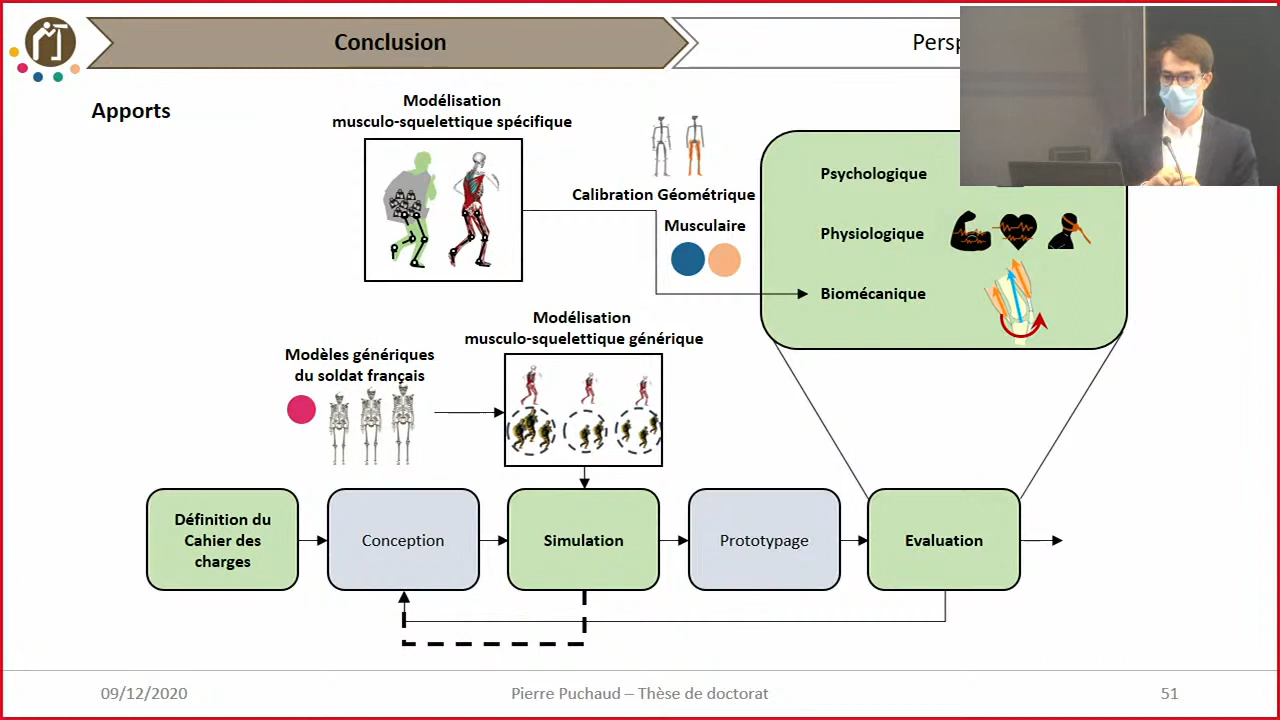 Conclusion
Apports
Modélisation
musculo-squelettique spécifique
Calibration Géométrique
Musculaire
Psychologique
Physiologique
Biomécanique
Modélisation
musculo-squelettique générique
Modèles génériques
du soldat français
Définition du
Cahier des
charges
Conception
Simulation
Prototypage
Evaluation
09/12/2020
Pierre Puchaud – Thèse de doctorat
51